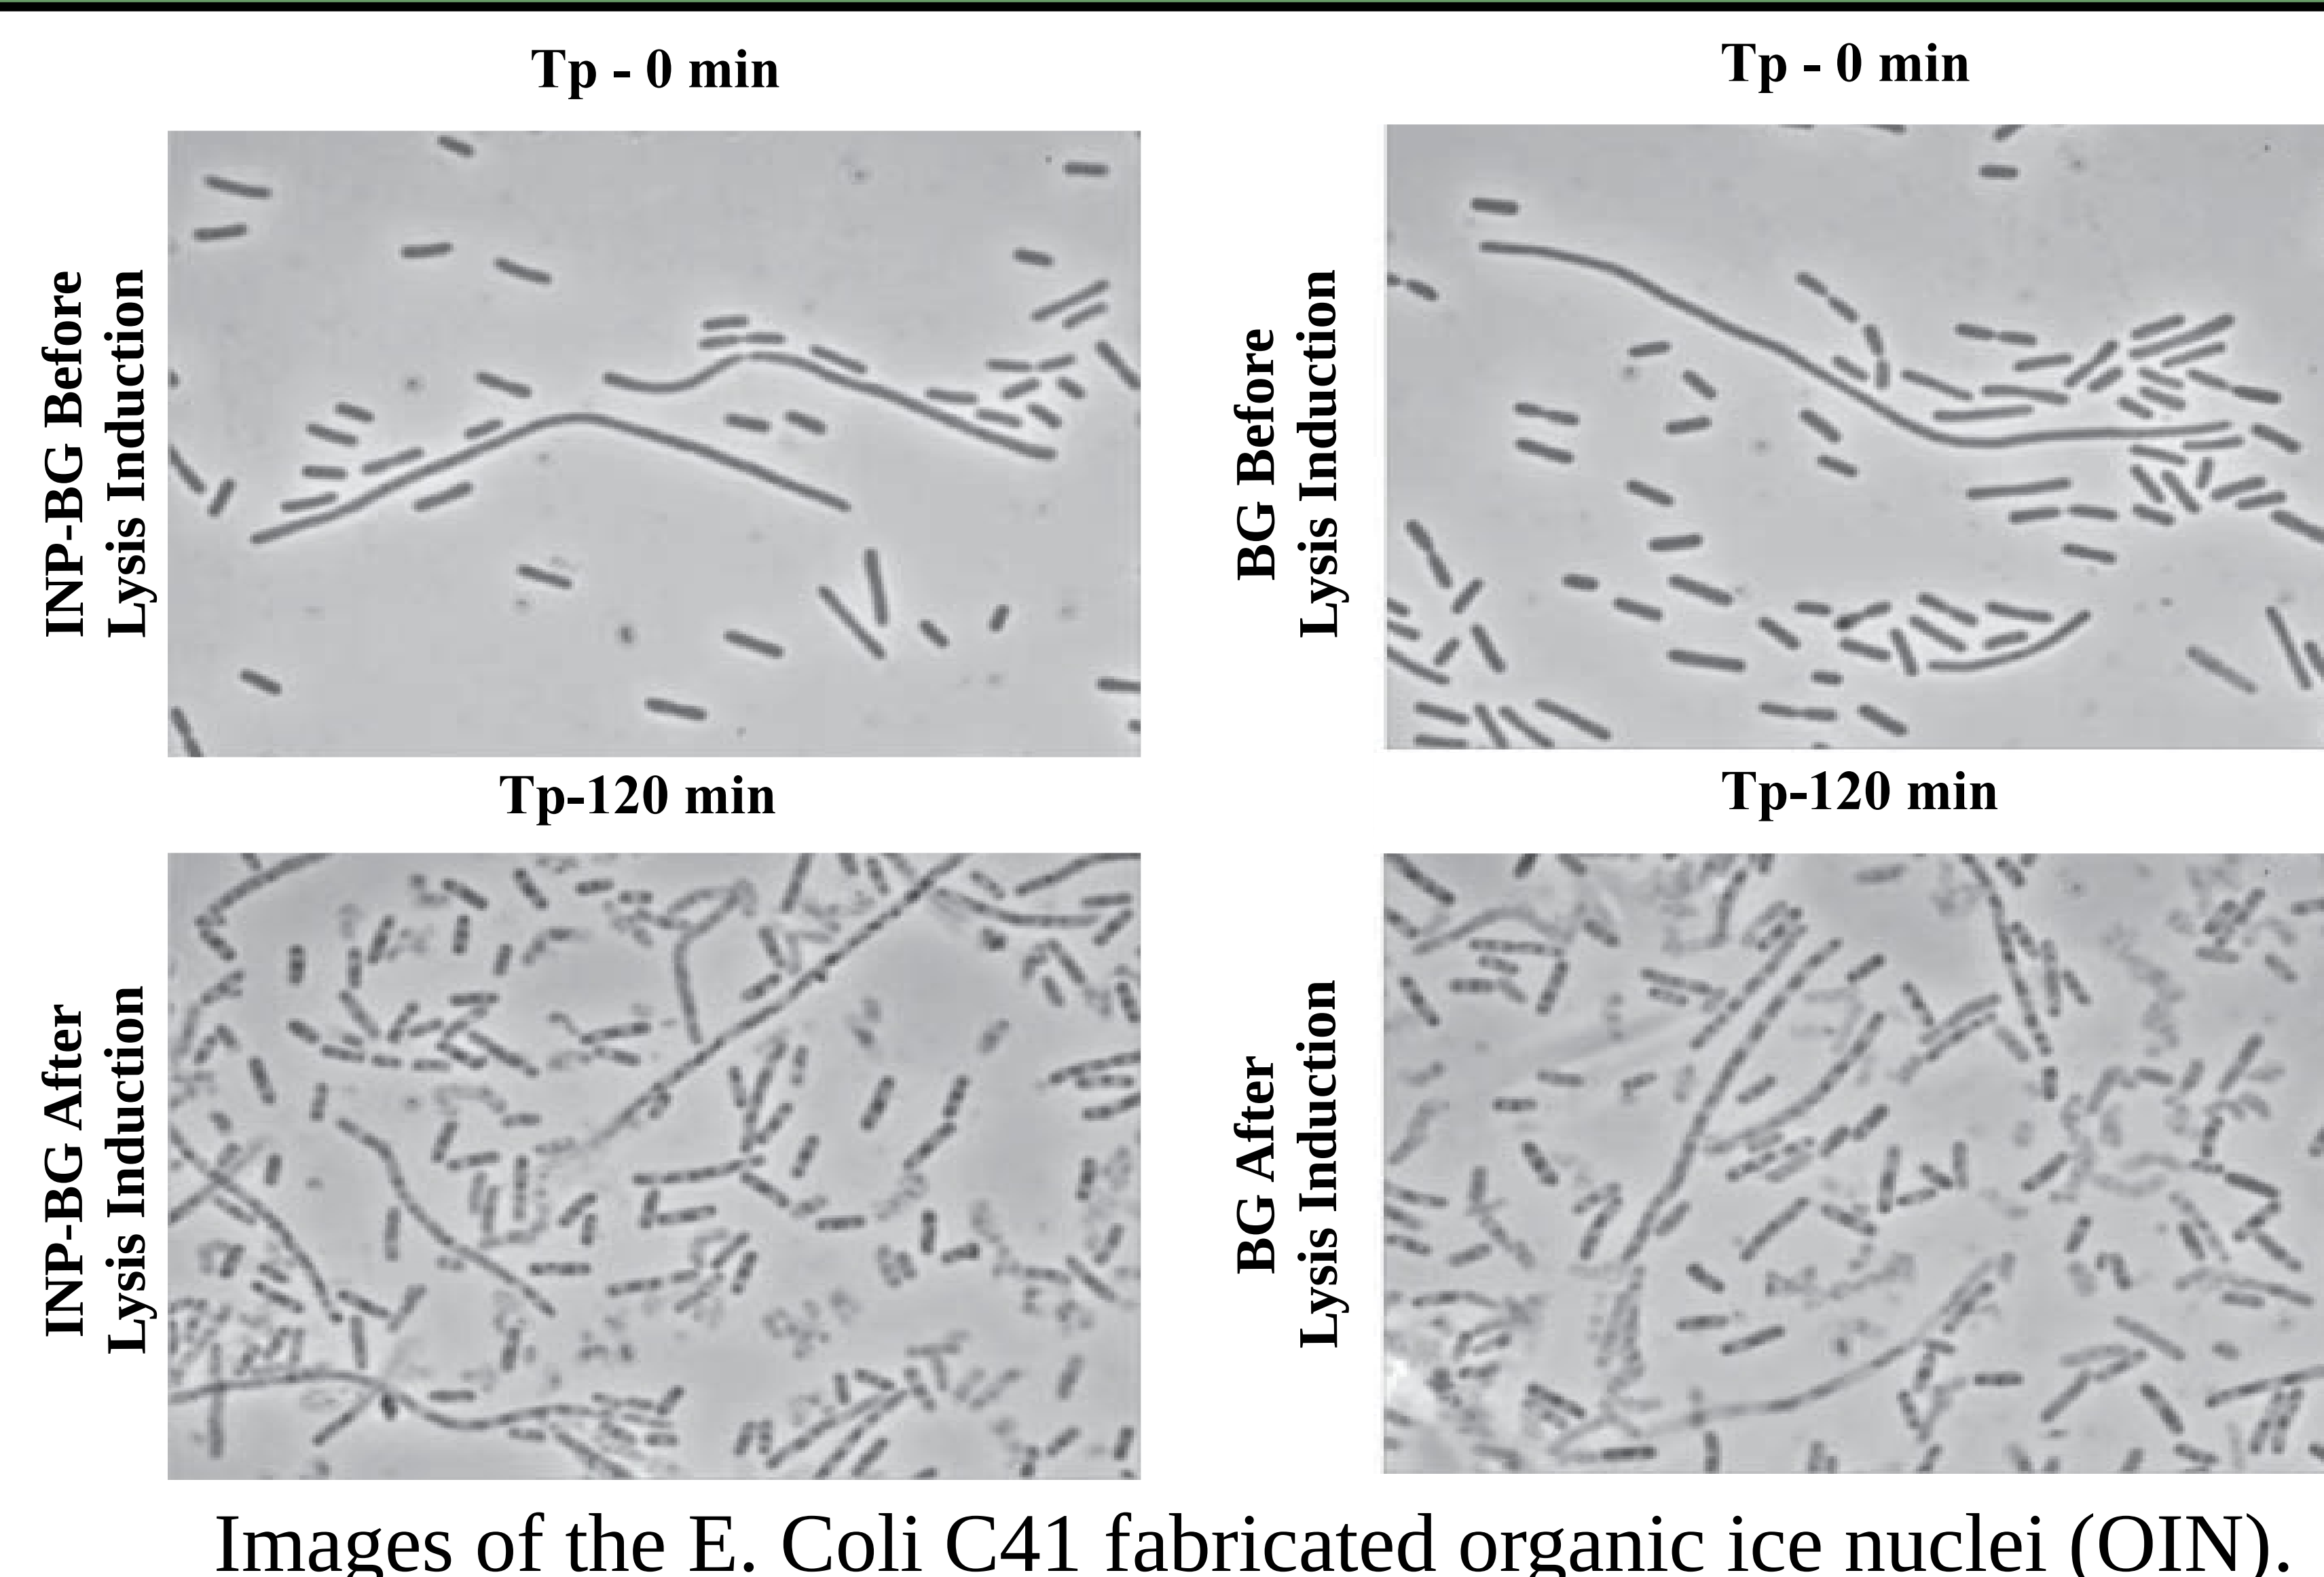 Tp - 0 min
Tp - 0 min
INP-BG Before
Lysis Induction
BG Before
Lysis Induction
Tp-120 min
Tp-120 min
INP-BG After
Lysis Induction
BG After
Lysis Induction
Images of the E. Coli C41 fabricated organic ice nuclei (OIN).